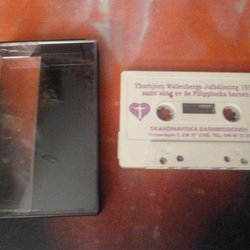 Thorbjörn Wallenbergs Julhälsning
samt sång av de Filippinska barnen
SKANDINAVISKA BARNMISSIONEN